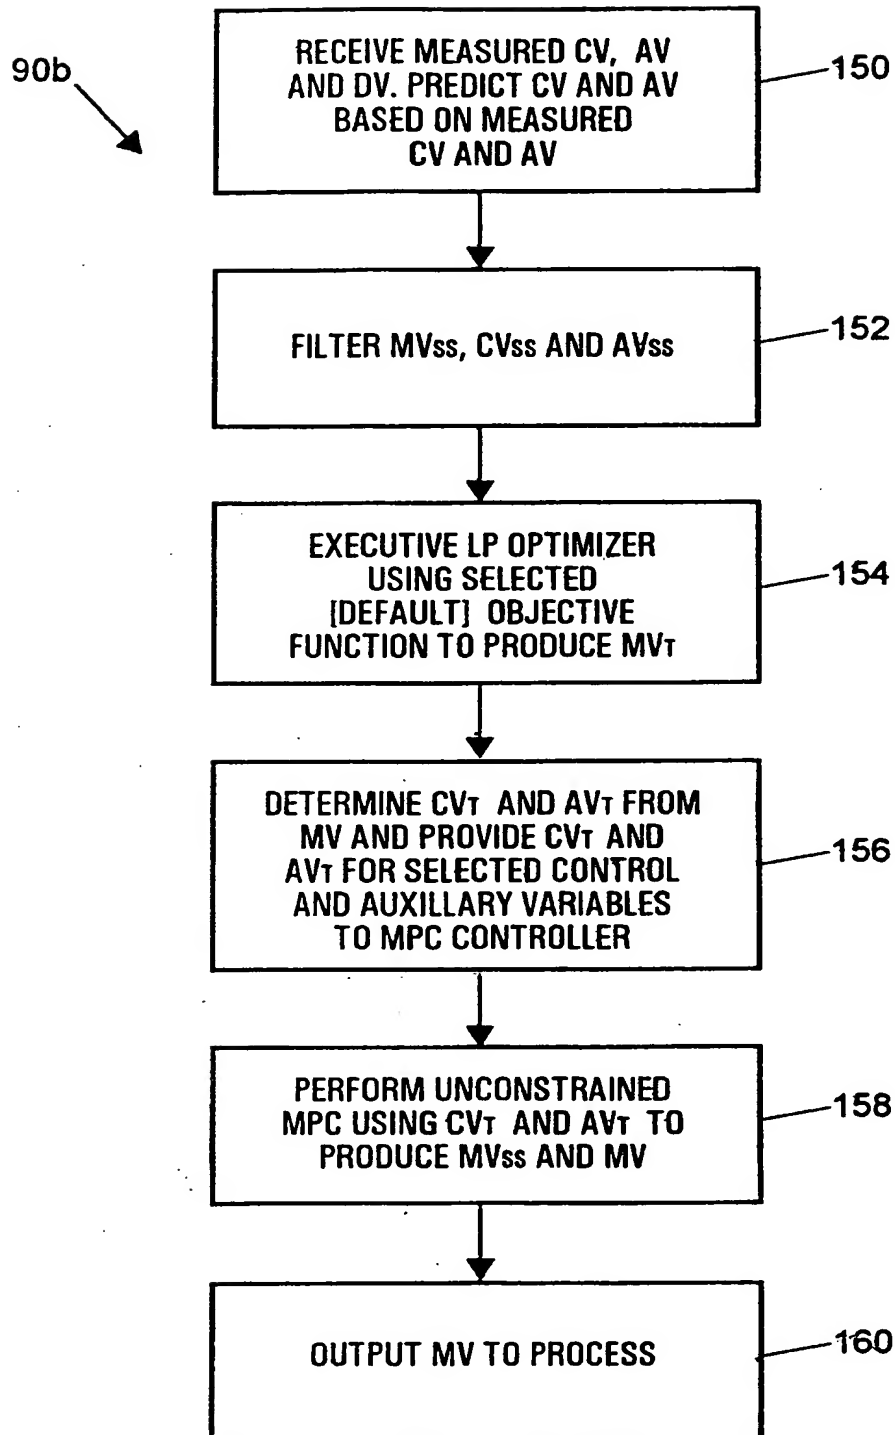 90b
RECEIVE MEASURED CV, AV
AND DV. PREDICT CV AND AV
BASED ON MEASURED
CV AND AV
150
FILTER MVss, CVss AND AVss
152
EXECUTIVE LP OPTIMIZER
USING SELECTED
[DEFAULT] OBJECTIVE
FUNCTION TO PRODUCE MVT
154
DETERMINE CVT AND AVT FROM
MV AND PROVIDE CVT AND
AVT FOR SELECTED CONTROL
AND AUXILLARY VARIABLES
TO MPC CONTROLLER
156
PERFORM UNCONSTRAINED
MPC USING CVT AND AVT TO
PRODUCE MVss AND MV
158
OUTPUT MV TO PROCESS
160